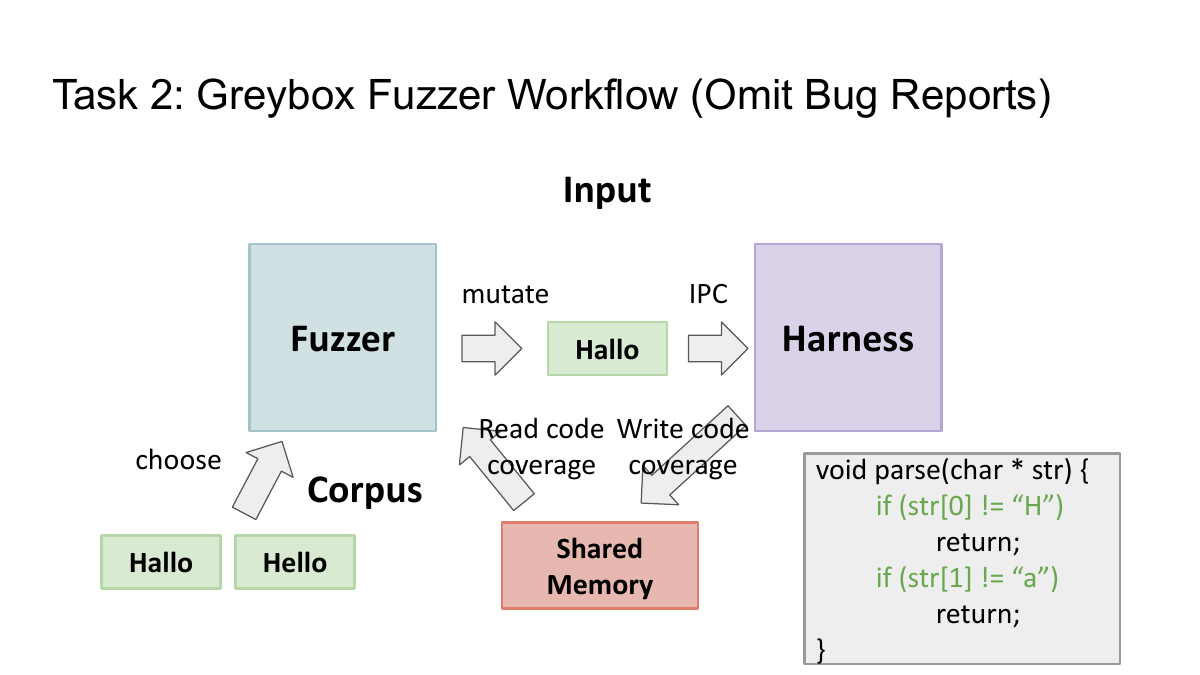 Task 2: Greybox Fuzzer Workflow (Omit Bug Reports)
Input
Fuzzer
mutate
Hallo
IPC
Harness
choose
Corpus
Hallo
Hello
Read code
coverage
Write code
coverage
Shared
Memory
void parse(char * str) {
if (str[0] != “H”)
return;
if (str[1] != “a”)
return;
}